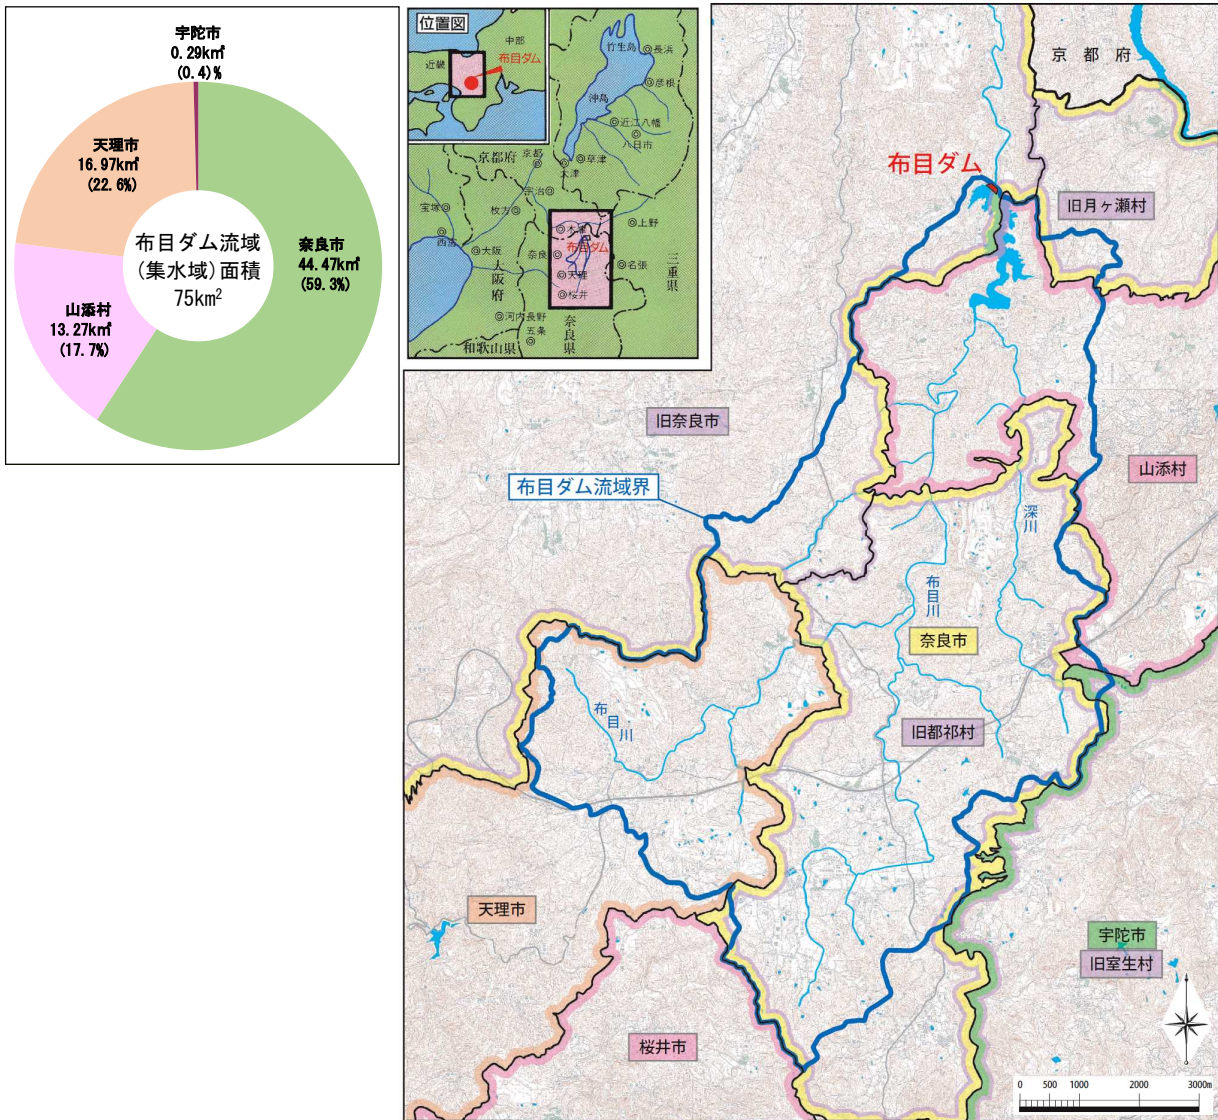 宇陀市
0.29k㎡
(0.4)%
天理市
16.97k㎡
(22.6%)
山添村
13.27k㎡
(17.7%)
奈良市
44.47k㎡
(59.3%)
布目ダム流域
(集水域)面積
75km²
位置図
中部
近畿
布目ダム
竹生島
長浜
彦根
沖島
近江八幡
八日市
草津
大津
京都府
京都
宇治
枚方
宝塚
西宮
大阪
大阪府
木津
上野
奈良
布目ダム
天理
名張
桜井
三重県
河内長野
五条
奈良県
和歌山県
京都府
布目ダム
旧月ヶ瀬村
旧奈良市
山添村
布目ダム流域界
深川
布目川
奈良市
布目川
旧都祁村
天理市
宇陀市
旧室生村
桜井市
0 500 1000 2000 3000m